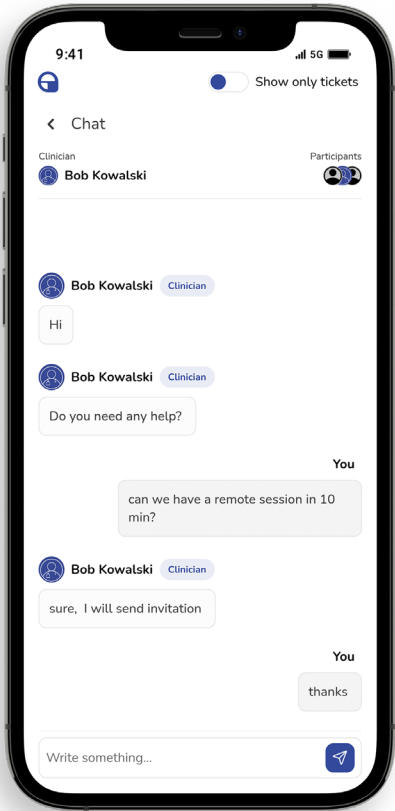 9:41
5G
Show only tickets
Chat
Clinician
Participants
Bob Kowalski
Bob Kowalski Clinician
Hi
Bob Kowalski Clinician
Do you need any help?
You
can we have a remote session in 10
min?
Bob Kowalski Clinician
sure, I will send invitation
You
thanks
Write something...